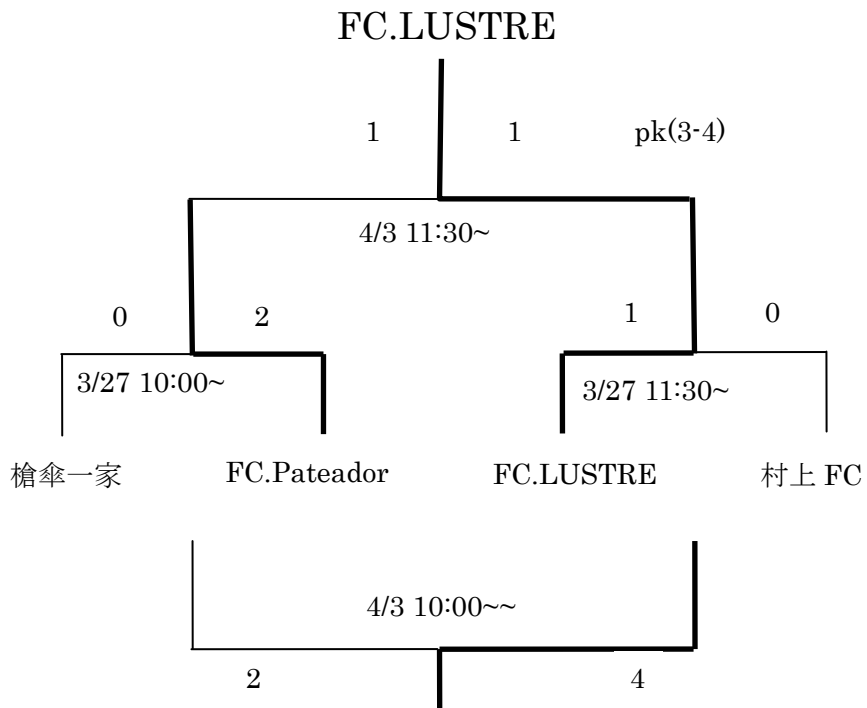 FC.LUSTRE
1 1 pk(3-4)
4/3 11:30~
0 2 1 0
3/27 10:00~ 3/27 11:30~
槍傘一家 FC.Pateador FC.LUSTRE 村上 FC
4/3 10:00~~
2 4